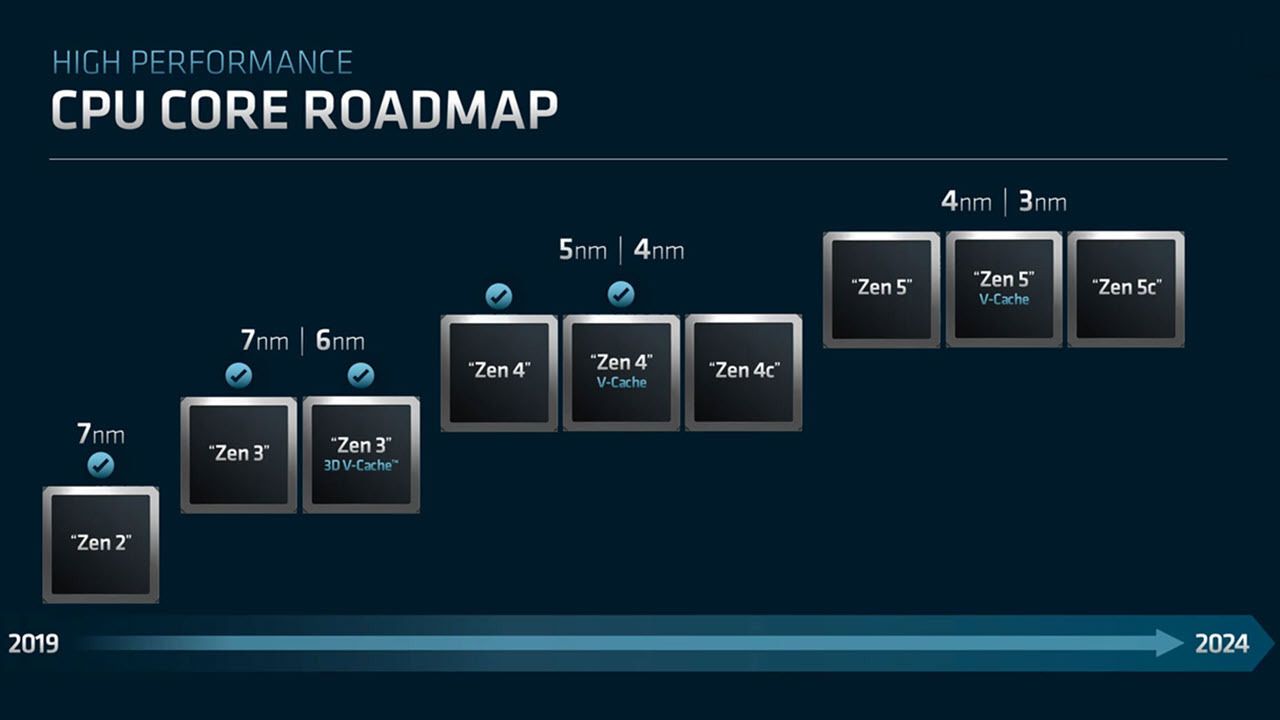 HIGH PERFORMANCE
CPU CORE ROADMAP
7nm
“Zen 2”
7nm | 6nm
“Zen 3”
“Zen 3”
3D V-Cache™
5nm | 4nm
“Zen 4”
“Zen 4”
V-Cache
“Zen 4c”
4nm | 3nm
“Zen 5”
“Zen 5”
V-Cache
“Zen 5c”
2019
2024